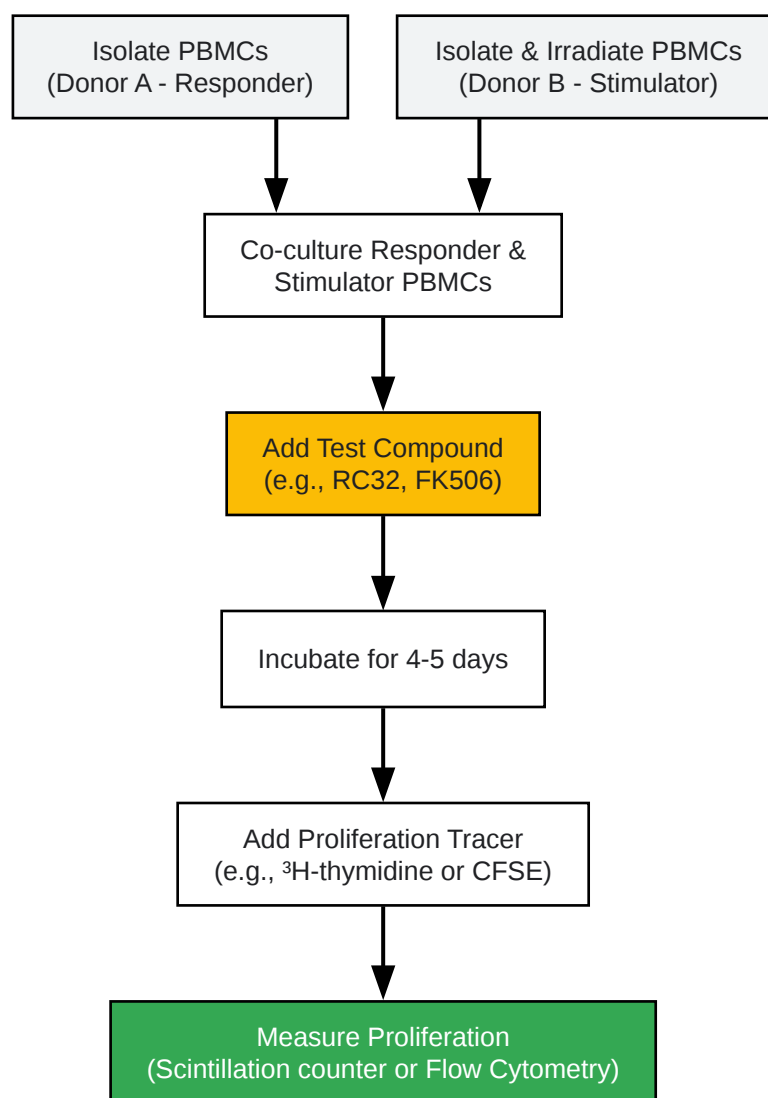 Isolate PBMCs
(Donor A - Responder)
Isolate & Irradiate PBMCs
(Donor B - Stimulator)
Co-culture Responder &
Stimulator PBMCs
Add Test Compound
(e.g., RC32, FK506)
Incubate for 4-5 days
Add Proliferation Tracer
(e.g., ³H-thymidine or CFSE)
Measure Proliferation
(Scintillation counter or Flow Cytometry)